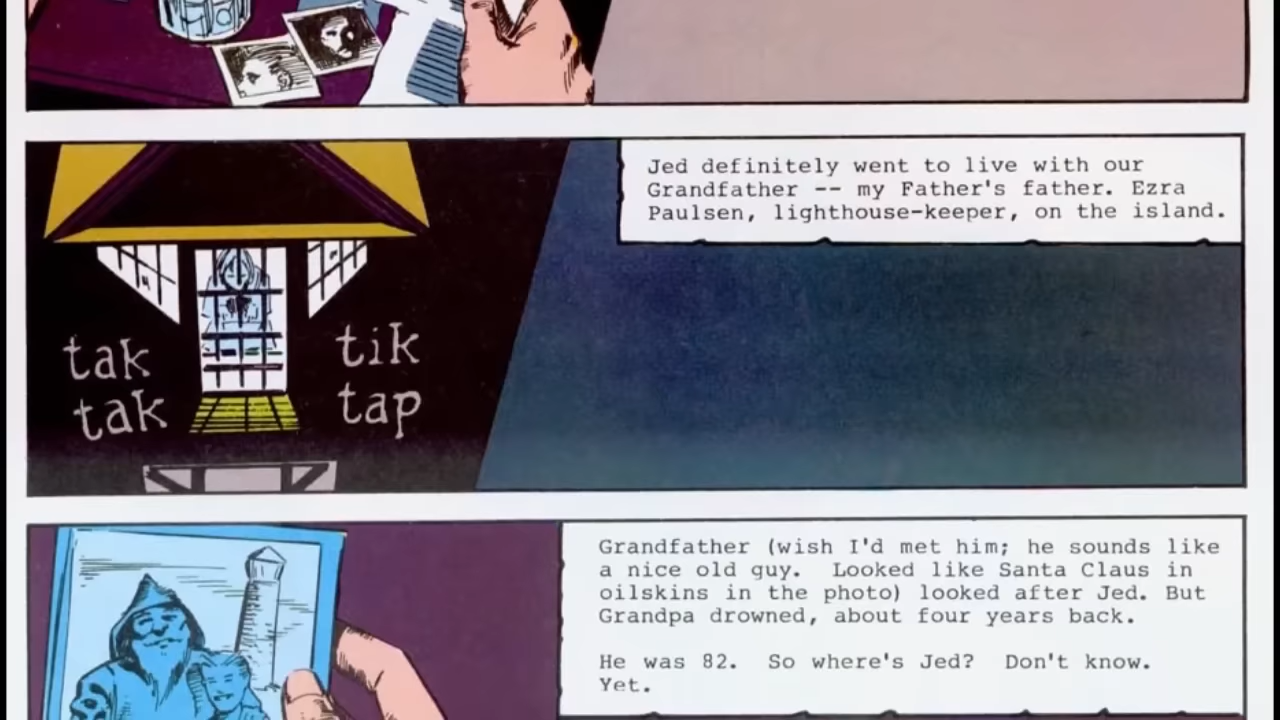 Jed definitely went to live with our
Grandfather -- my Father's father. Ezra
Paulsen, lighthouse-keeper, on the island.
tak
tak
tik
tap
Grandfather (wish I'd met him; he sounds like
a nice old guy. Looked like Santa Claus in
oilskins in the photo) looked after Jed. But
Grandpa drowned, about four years back.
He was 82. So where's Jed? Don't know.
Yet.